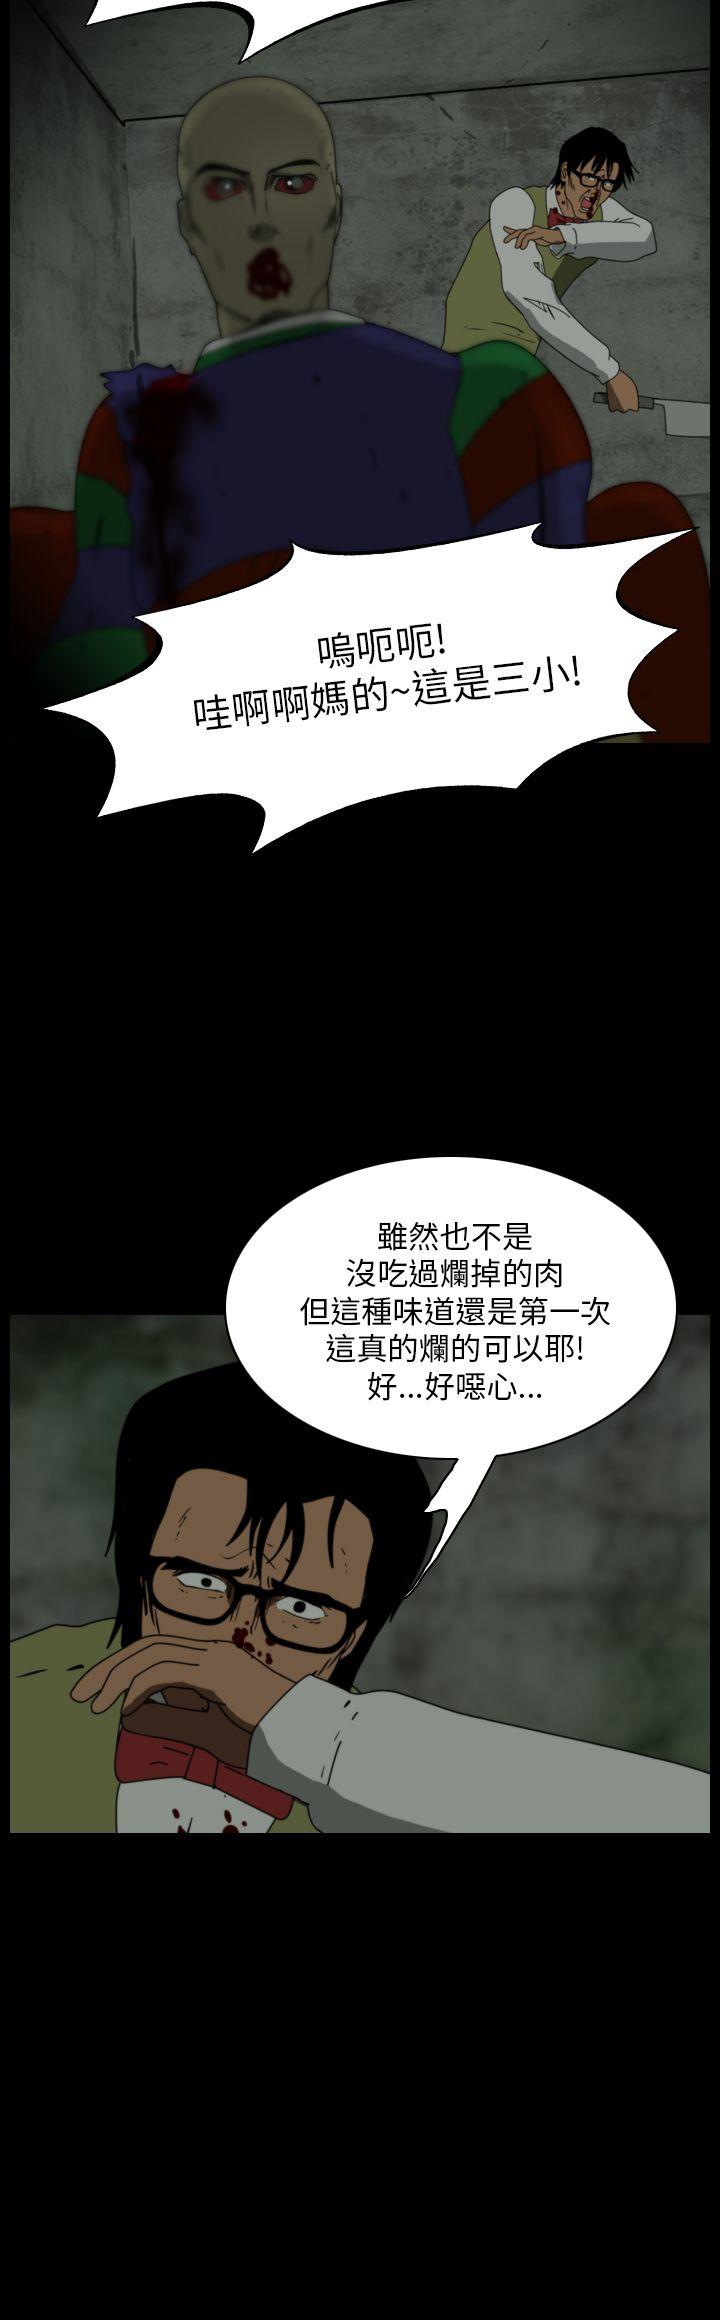 嗚呃呃!
哇啊啊媽的~這是三小!
雖然也不是
沒吃過爛掉的肉
但這種味道還是第一次
這真的爛的可以耶!
好...好噁心...